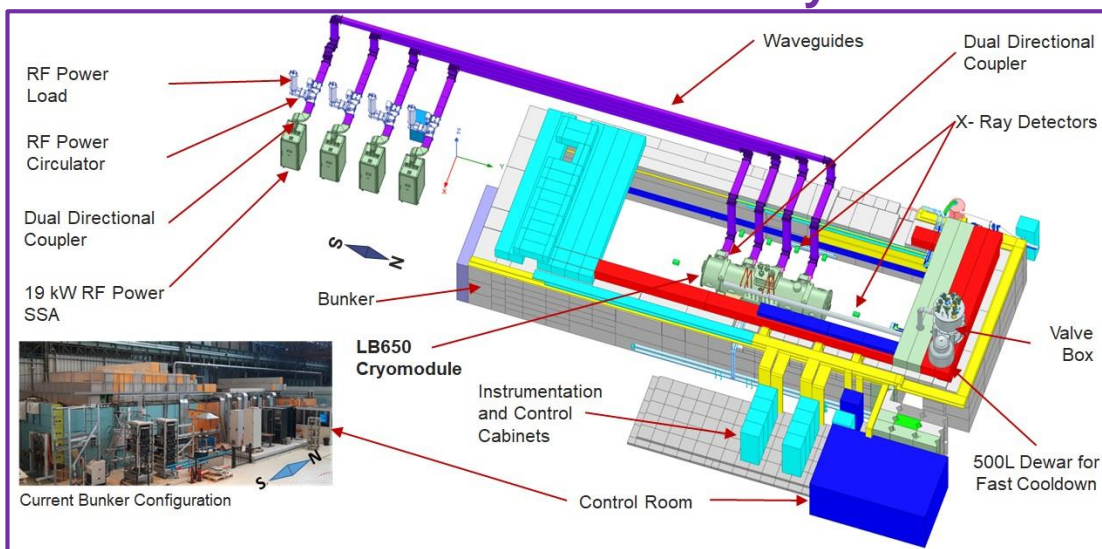 RF Power
Load
RF Power
Circulator
Dual Directional
Coupler
19 kW RF Power
SSA
Waveguides
Dual Directional
Coupler
X- Ray Detectors
Z
Y
X
S
N
Bunker
LB650
Cryomodule
Instrumentation
and Control
Cabinets
Valve
Box
500L Dewar for
Fast Cooldown
Control Room
N
S.
Current Bunker Configuration